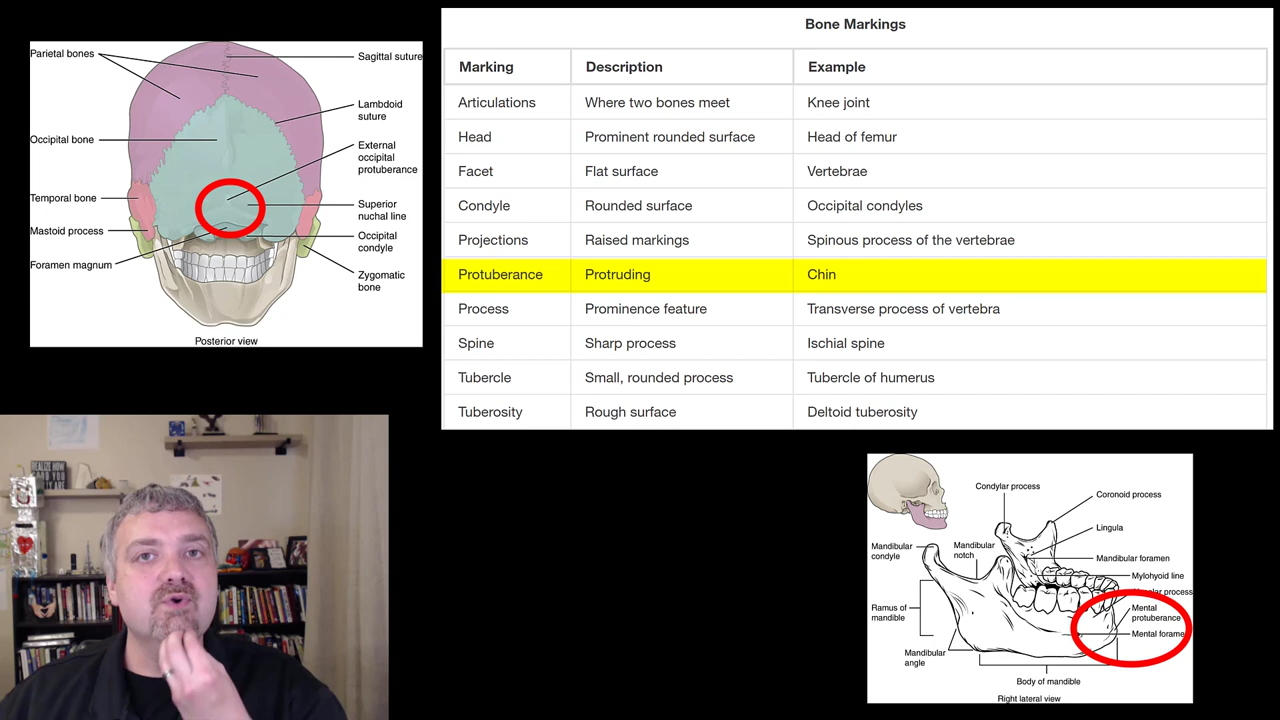 Parietal bones
Sagittal suture
Lambdoid
suture
Occipital bone
External
occipital
protuberance
Temporal bone
Superior
nuchal line
Mastoid process
Occipital
condyle
Foramen magnum
Zygomatic
bone
Posterior view
Bone Markings
Marking Description Example
Articulations Where two bones meet Knee joint
Head Prominent rounded surface Head of femur
Facet Flat surface Vertebrae
Condyle Rounded surface Occipital condyles
Projections Raised markings Spinous process of the vertebrae
Protuberance Protruding Chin
Process Prominence feature Transverse process of vertebra
Spine Sharp process Ischial spine
Tubercle Small, rounded process Tubercle of humerus
Tuberosity Rough surface Deltoid tuberosity
REALIZE HOW
GOOD YOU
Condylar process
Coronoid process
Lingula
Mandibular
condyle
Mandibular
notch
Mandibular foramen
Mylohyoid line
process
Ramus of
mandible
Mental
protuberance
Mental forame
Mandibular
angle
Body of mandible
Right lateral view